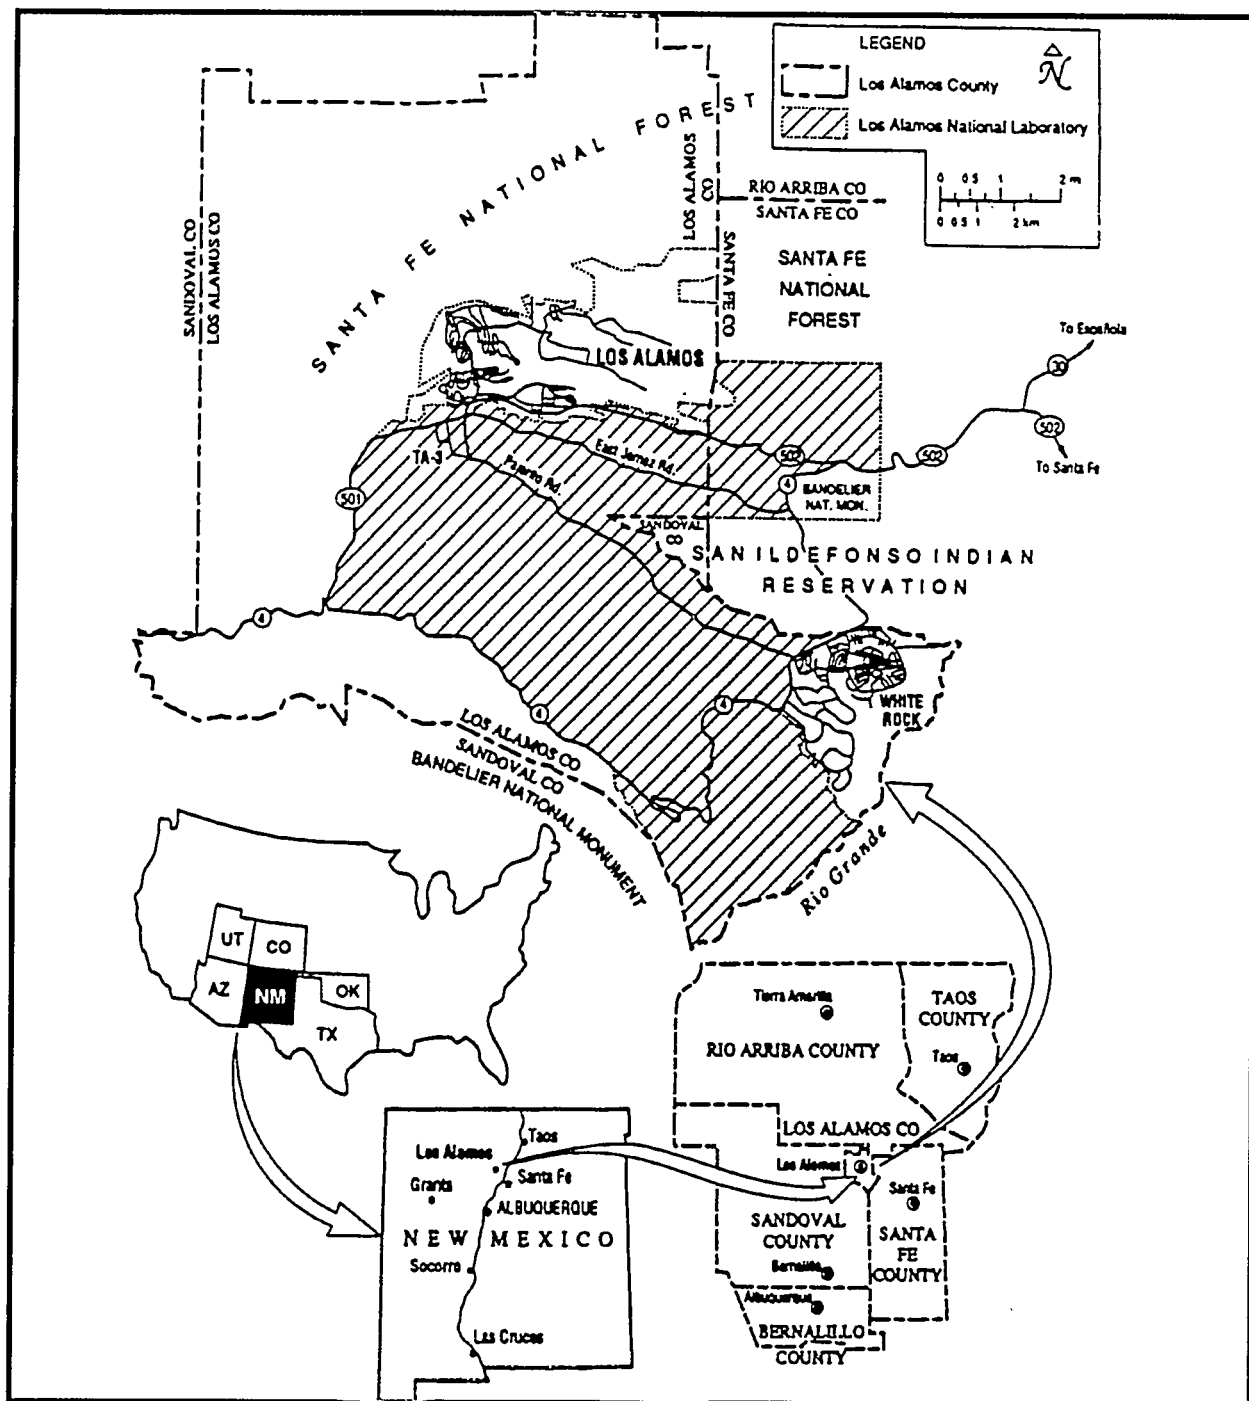 LEGEND
N
Los Alamos County
Los Alamos National Laboratory
0 0.5 1 2 m
0 0.5 1 2 km
SANTA FE NATIONAL FOREST
SANDOVAL CO
LOS ALAMOS CO
LOS ALAMOS
CO
SANTA FE CO
RIO ARRIBA CO
SANTA FE CO
SANTA FE
NATIONAL
FOREST
LOS ALAMOS
To Española
30
502
To Santa Fe
502
502
4
BANDELIER
NAT. MON.
East Jemez Rd.
Pajarito Rd.
TA-3
501
SANDOVAL
CO
SAN ILDEFONSO INDIAN
RESERVATION
4
4
4
WHITE
ROCK
LOS ALAMOS CO
SANDOVAL CO
BANDELIER NATIONAL MONUMENT
Rio Grande
UT
CO
AZ
NM
OK
TX
Tierra Amarilla
RIO ARRIBA COUNTY
TAOS
COUNTY
Taos
LOS ALAMOS CO
Los Alamos
Santa Fe
SANDOVAL
COUNTY
SANTA
FE
COUNTY
Bernalillo
Albuquerque
BERNALILLO
COUNTY
Taos
Los Alamos
Santa Fe
Grants
ALBUQUERQUE
NEW MEXICO
Socorro
Las Cruces